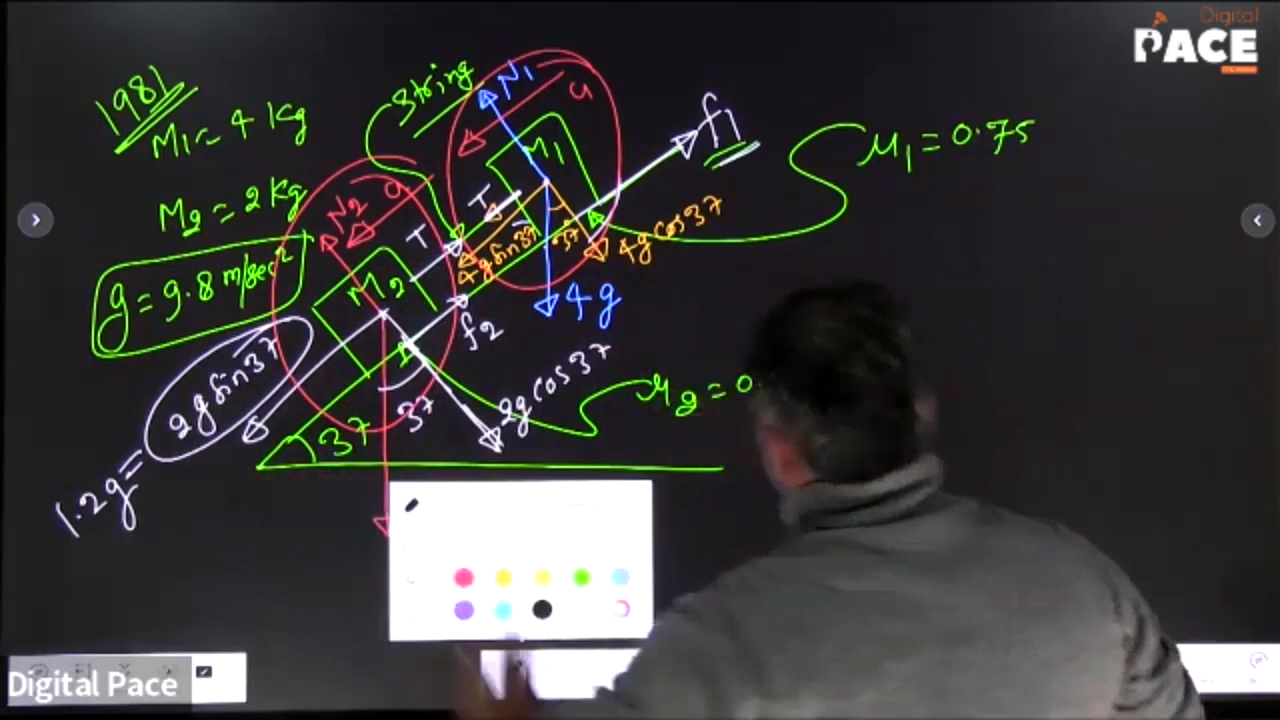 Digital
PACE
1981
M1 = 4 Kg
M2 = 2 Kg
g = 9.8 m/sec²
string
N1
a
M1
f1
μ1 = 0.75
T
4g sin37
37
4g cos37
4g
N2
a
T
M2
f2
2g sin37
37
37
2g cos37
μ2 = 0.
1.2g =
Digital Pace